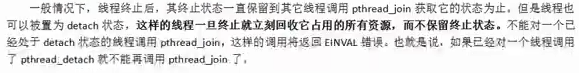 一般情况下，线程终止后，其终止状态一直保留到其它线程调用 pthread_join 获取它的状态为止。但是线程也
可以被置为 detach 状态，这样的线程一旦终止就立刻回收它占用的所有资源，而不保留终止状态。不能对一个已
经处于 detach 状态的线程调用 pthread_join，这样的调用将返回 EINVAL 错误。也就是说，如果已经对一个线程调用
了 pthread_detach 就不能再调用 pthread_join 了。